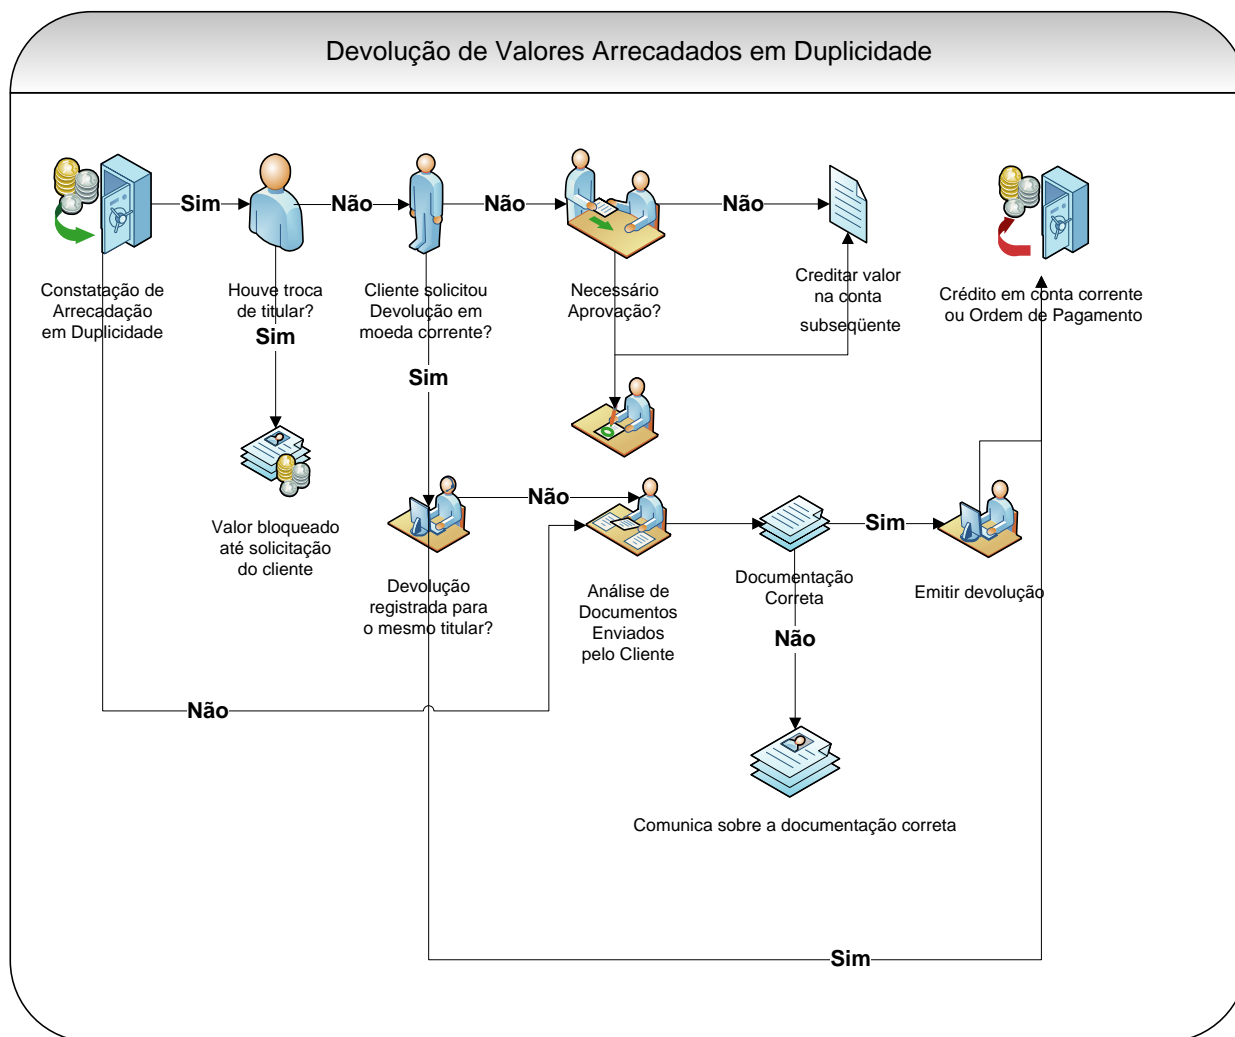 Devolução de Valores Arrecadados em Duplicidade
Sim
Não
Não
Não
Constatação de
Arrecadação
em Duplicidade
Houve troca
de titular?
Cliente solicitou
Devolução em
moeda corrente?
Necessário
Aprovação?
Creditar valor
na conta
subseqüente
Crédito em conta corrente
ou Ordem de Pagamento
Sim
Sim
Valor bloqueado
até solicitação
do cliente
Não
Sim
Devolução
registrada para
o mesmo titular?
Análise de
Documentos
Enviados
pelo Cliente
Documentação
Correta
Emitir devolução
Não
Não
Comunica sobre a documentação correta
Sim